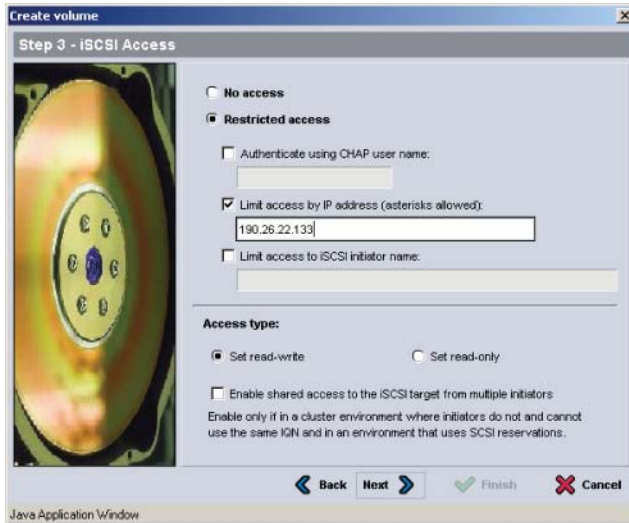 Create volume
Step 3 - iSCSI Access
No access
Restricted access
Authenticate using CHAP user name:
Limit access by IP address (asterisks allowed):
190.26.22.133
Limit access to iSCSI initiator name:
Access type:
Set read-write
Set read-only
Enable shared access to the iSCSI target from multiple initiators
Enable only if in a cluster environment where initiators do not and cannot
use the same IQN and in an environment that uses SCSI reservations.
Back
Next
Finish
Cancel
Java Application Window